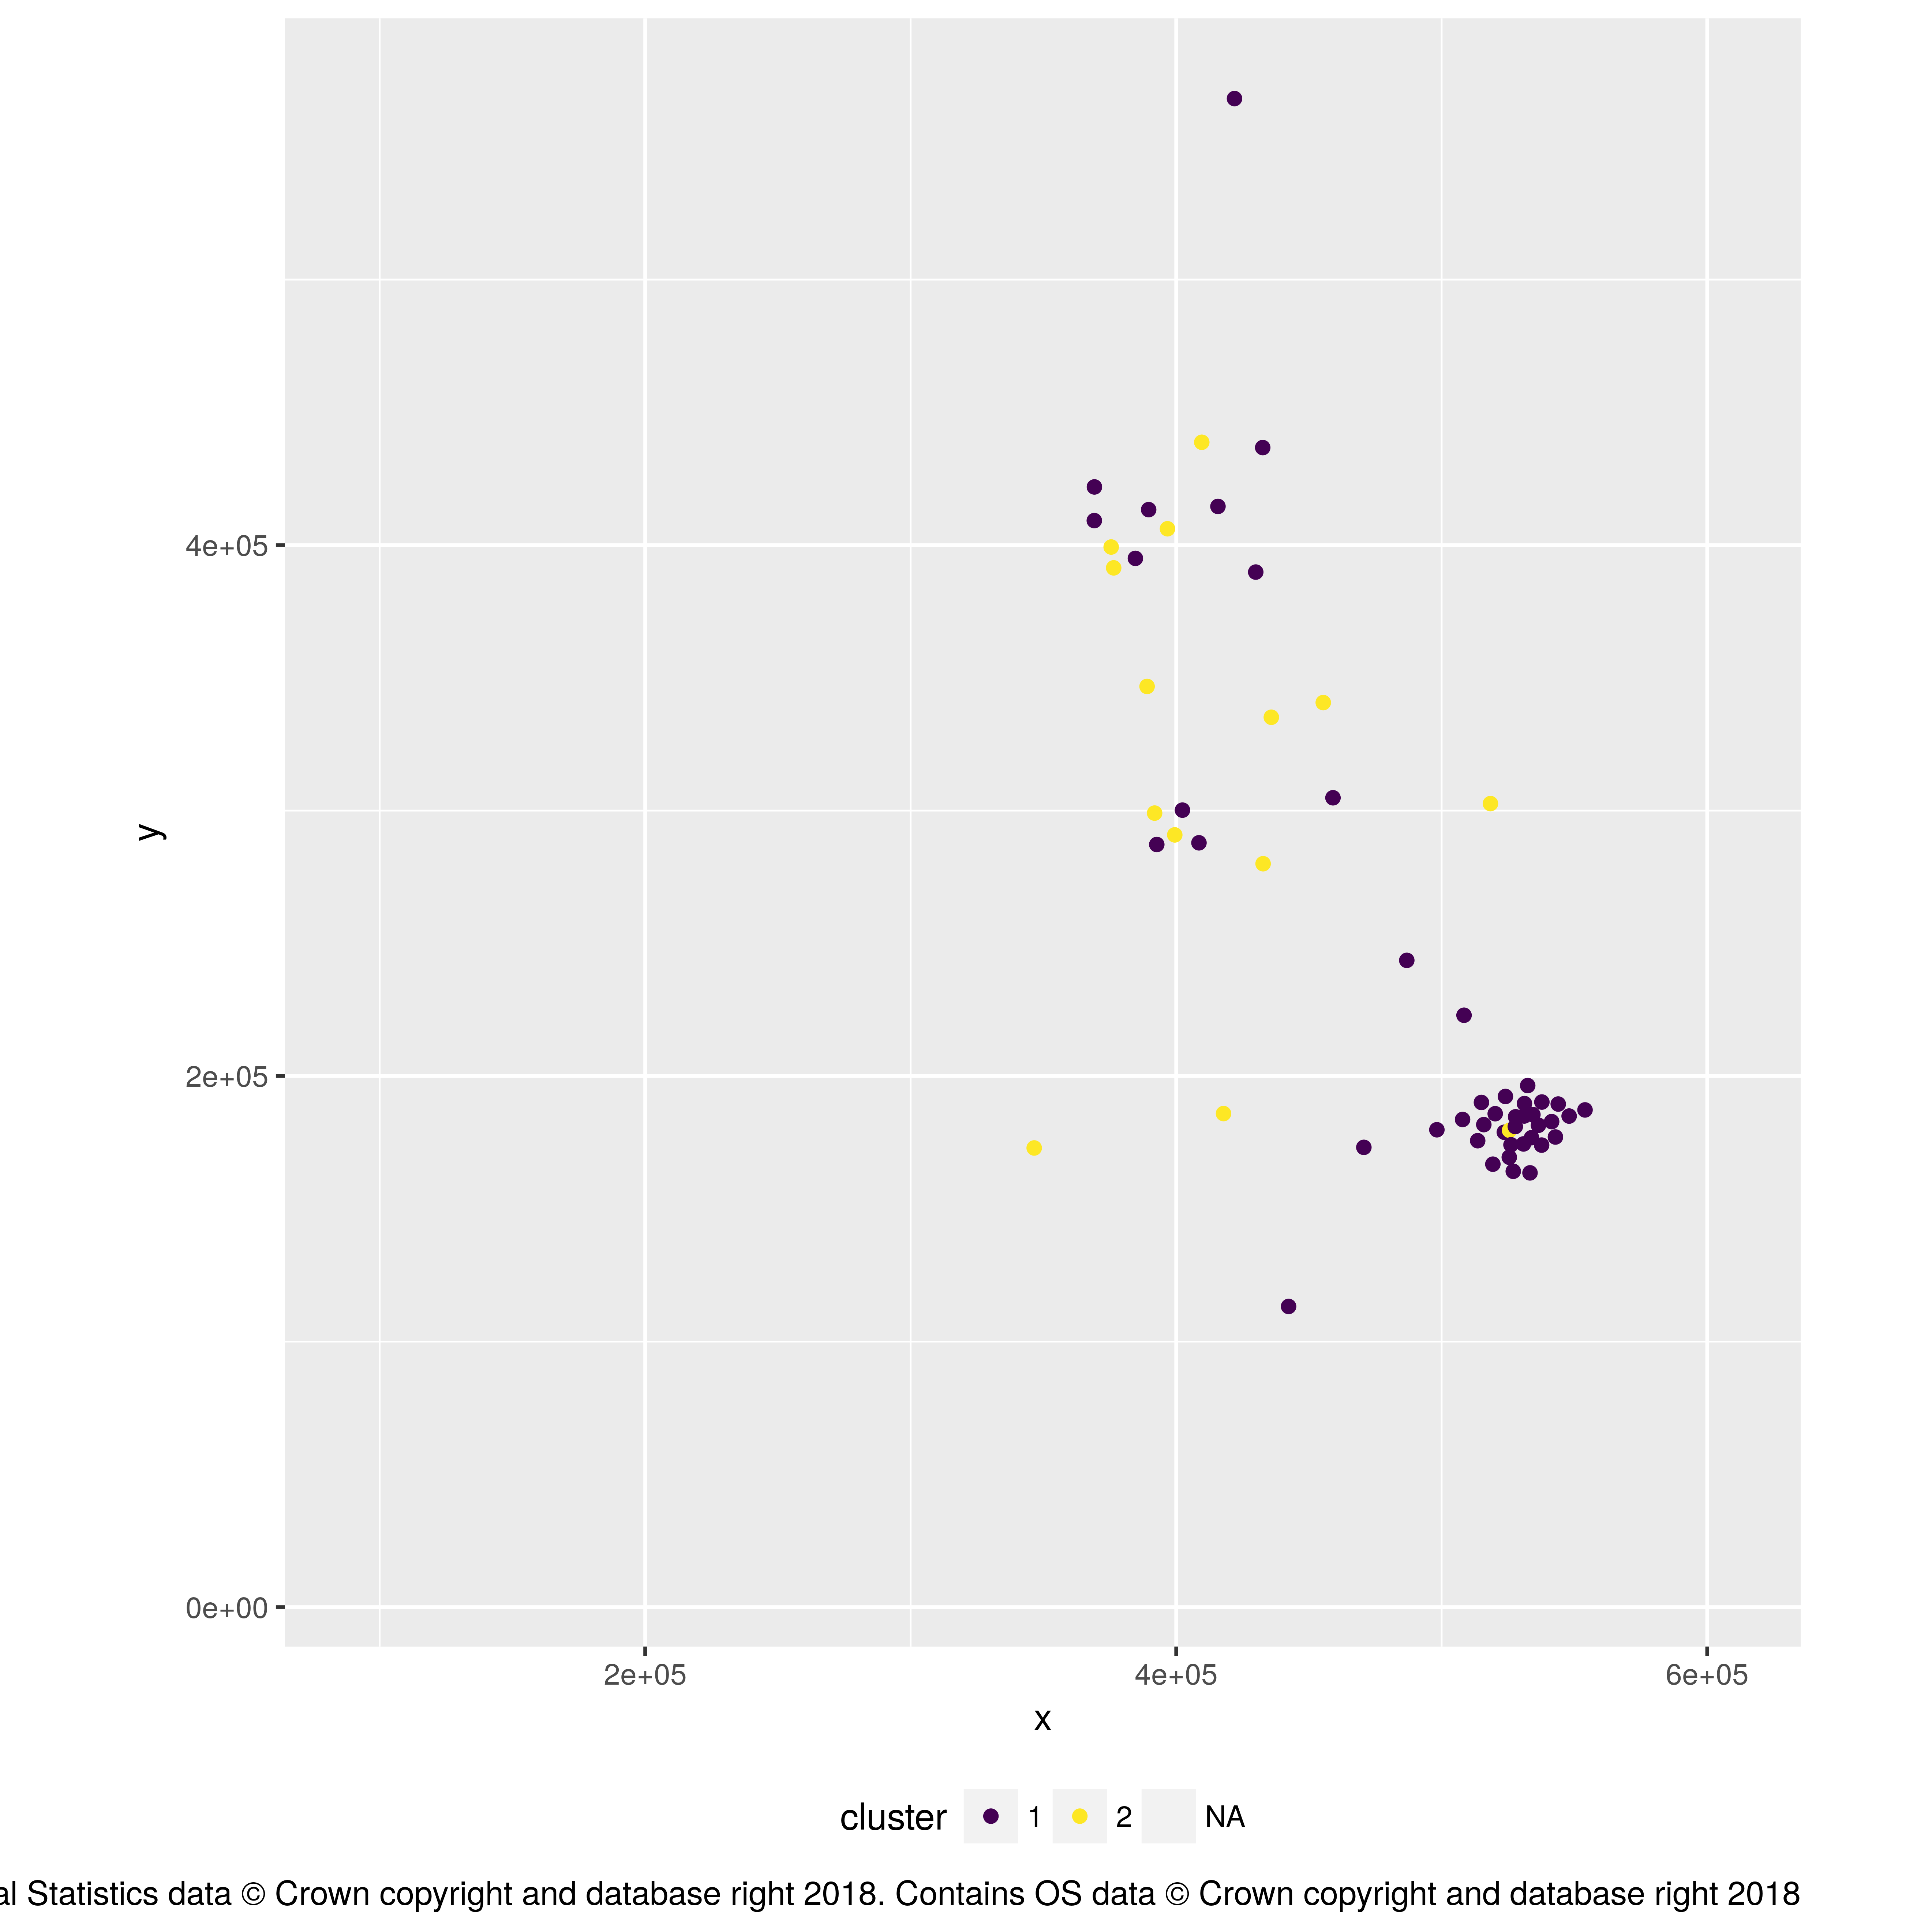 y
4e+05
2e+05
0e+00
2e+05 4e+05 6e+05
x
cluster 1 2 NA
Statistics data © Crown copyright and database right 2018. Contains OS data © Crown copyright and database right 2018